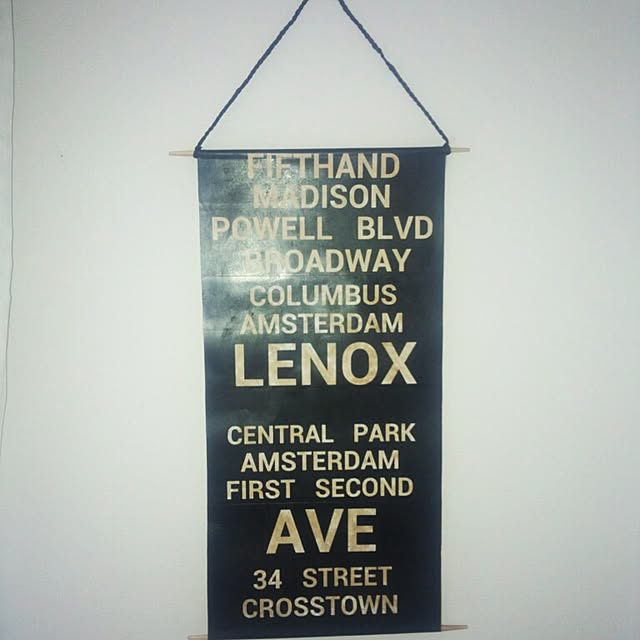 FIFTHAND
MADISON
POWELL BLVD
BROADWAY
COLUMBUS
AMSTERDAM
LENOX
CENTRAL PARK
AMSTERDAM
FIRST SECOND
AVE
34 STREET
CROSSTOWN